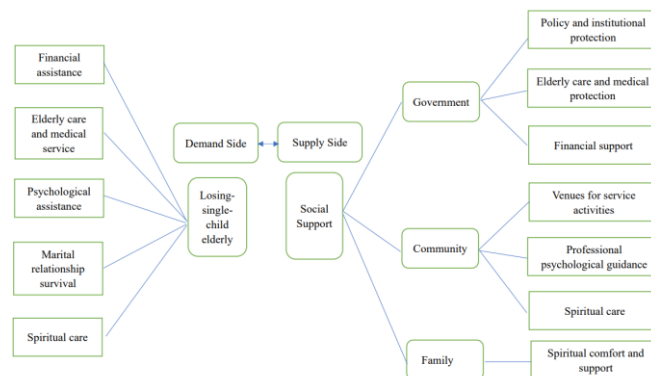 Financial
assistance
Elderly care
and medical
service
Psychological
assistance
Marital
relationship
survival
Spiritual care
Demand Side
Supply Side
Losing-
single-
child
elderly
Social
Support
Government
Community
Family
Policy and institutional
protection
Elderly care and medical
protection
Financial support
Venues for service
activities
Professional
psychological guidance
Spiritual care
Spiritual comfort and
support